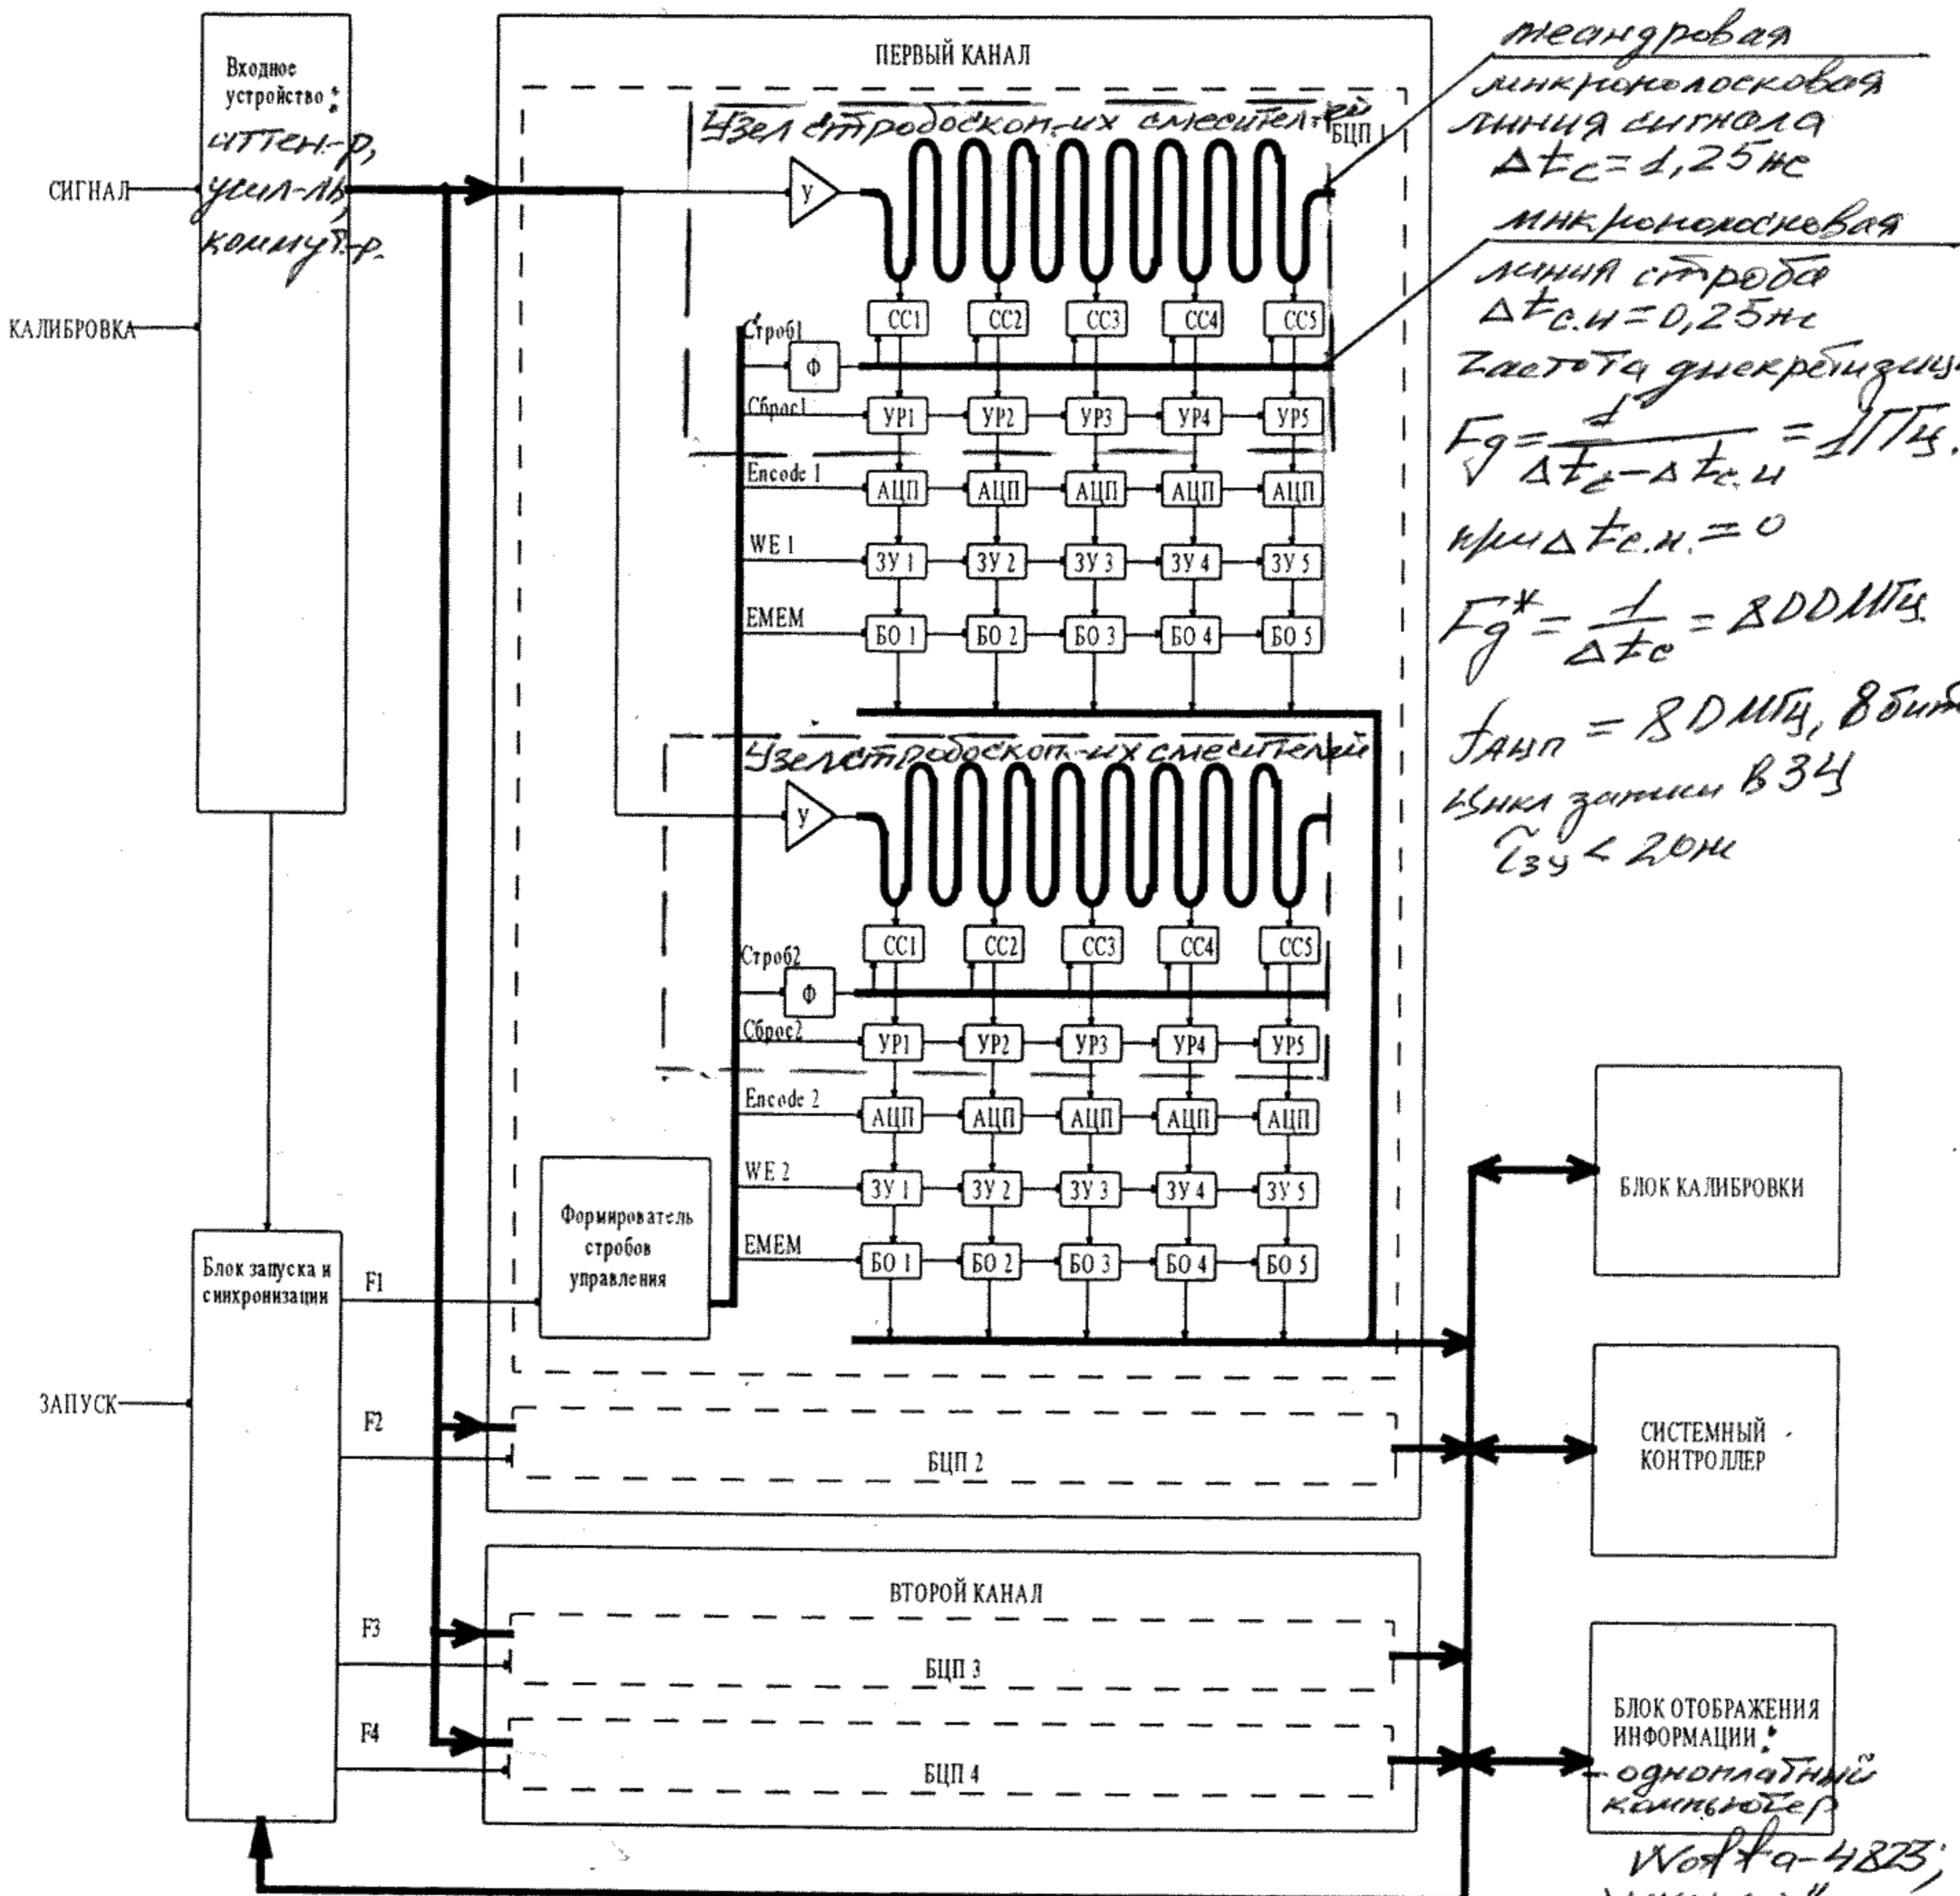 Входное
устройство:
аттен-р,
усил-ль,
коммут-р.
СИГНАЛ
КАЛИБРОВКА
ПЕРВЫЙ КАНАЛ
Узел стробоскоп-их смесителей
БЦП 1
У
СС1 СС2 СС3 СС4 СС5
Строб1
Ф
Сброс1
УР1 УР2 УР3 УР4 УР5
Encode 1
АЦП АЦП АЦП АЦП АЦП
WE 1
ЗУ 1 ЗУ 2 ЗУ 3 ЗУ 4 ЗУ 5
EMEM
БО 1 БО 2 БО 3 БО 4 БО 5
меандровая
микрополосковая
линия сигнала
Δtс = 1,25нс
микрополосковая
линия строба
Δtс.и = 0,25нс
частота дискретизац
Fд = 1 / (Δtс - Δtс.и) = 1ГГц.
при Δtс.и. = 0
Fд* = 1 / Δtс = 800МГц
fАЦП = 80МГц, 8бит
цикл записи в ЗУ
τЗУ < 20нс
Узел стробоскоп-их смесителей
У
СС1 СС2 СС3 СС4 СС5
Строб2
Ф
Сброс2
УР1 УР2 УР3 УР4 УР5
Encode 2
АЦП АЦП АЦП АЦП АЦП
WE 2
ЗУ 1 ЗУ 2 ЗУ 3 ЗУ 4 ЗУ 5
EMEM
БО 1 БО 2 БО 3 БО 4 БО 5
Формирователь
стробов
управления
Блок запуска и
синхронизации
ЗАПУСК
F1
F2
F3
F4
БЦП 2
ВТОРОЙ КАНАЛ
БЦП 3
БЦП 4
БЛОК КАЛИБРОВКИ
СИСТЕМНЫЙ
КОНТРОЛЛЕР
БЛОК ОТОБРАЖЕНИЯ
ИНФОРМАЦИИ:
- одноплатный
компьютер